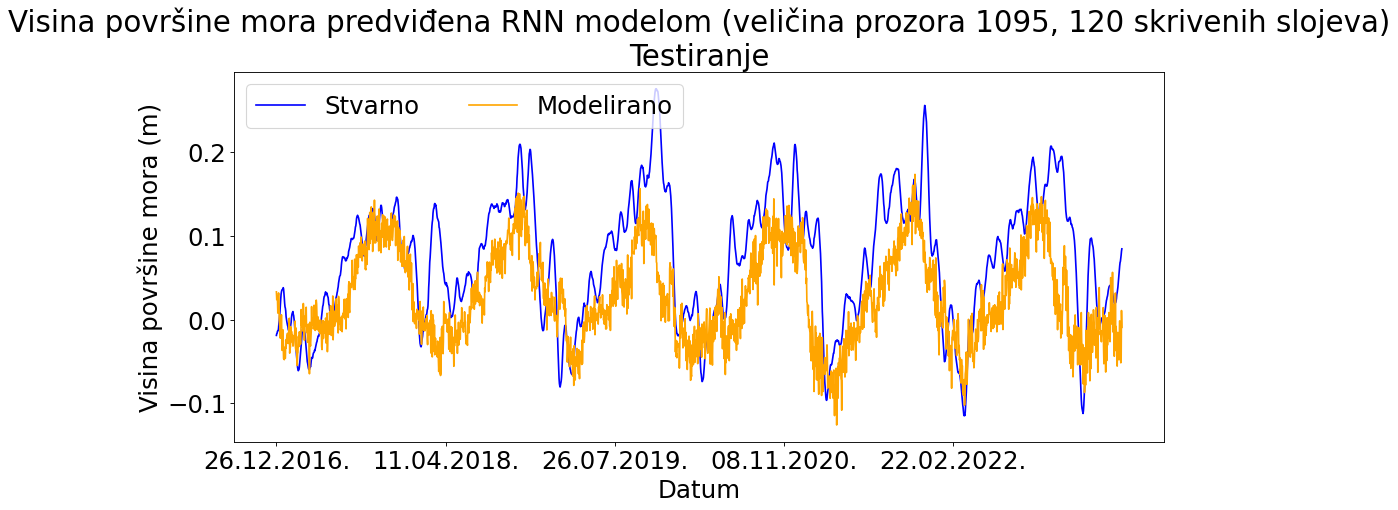 Visina površine mora predviđena RNN modelom (veličina prozora 1095, 120 skrivenih slojeva)
Testiranje
Stvarno Modelirano
Visina površine mora (m)
0.2
0.1
0.0
−0.1
26.12.2016. 11.04.2018. 26.07.2019. 08.11.2020. 22.02.2022.
Datum